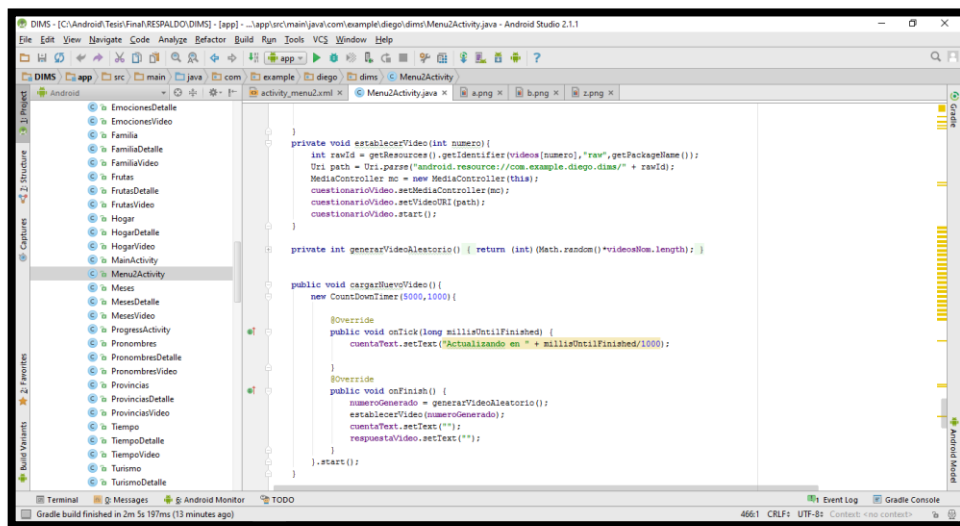 DIMS - [C:\Android\Tesis\Final\RESPALDO\DIMS] - [app] - ...\app\src\main\java\com\example\diego\dims\Menu2Activity.java - Android Studio 2.1.1
File Edit View Navigate Code Analyze Refactor Build Run Tools VCS Window Help
app
DIMS app src main java com example diego dims Menu2Activity
Android
activity_menu2.xml × Menu2Activity.java × a.png × b.png × z.png ×
1: Project
Z: Structure
Captures
2: Favorites
Build Variants
EmocionesDetalle
EmocionesVideo
Familia
FamiliaDetalle
FamiliaVideo
Frutas
FrutasDetalle
FrutasVideo
Hogar
HogarDetalle
HogarVideo
MainActivity
Menu2Activity
Meses
MesesDetalle
MesesVideo
ProgressActivity
Pronombres
PronombresDetalle
PronombresVideo
Provincias
ProvinciasDetalle
ProvinciasVideo
Tiempo
TiempoDetalle
TiempoVideo
Turismo
TurismoDetalle
}
private void establecerVideo(int numero){
int rawId = getResources().getIdentifier(videos[numero],"raw",getPackageName());
Uri path = Uri.parse("android.resource://com.example.diego.dims/" + rawId);
MediaController mc = new MediaController(this);
cuestionarioVideo.setMediaController(mc);
cuestionarioVideo.setVideoURI(path);
cuestionarioVideo.start();
}
private int generarVideoAleatorio() { return (int)(Math.random()*videosNom.length); }
public void cargarNuevoVideo(){
new CountDownTimer(5000,1000){
@Override
public void onTick(long millisUntilFinished) {
cuentaText.setText("Actualizando en " + millisUntilFinished/1000);
}
@Override
public void onFinish() {
numeroGenerado = generarVideoAleatorio();
establecerVideo(numeroGenerado);
cuentaText.setText("");
respuestaVideo.setText("");
}
}.start();
}
Gradle
Android Model
Terminal 0: Messages 6: Android Monitor TODO
1 Event Log Gradle Console
Gradle build finished in 2m 5s 197ms (13 minutes ago)
466:1 CRLF÷ UTF-8÷ Context: <no context>